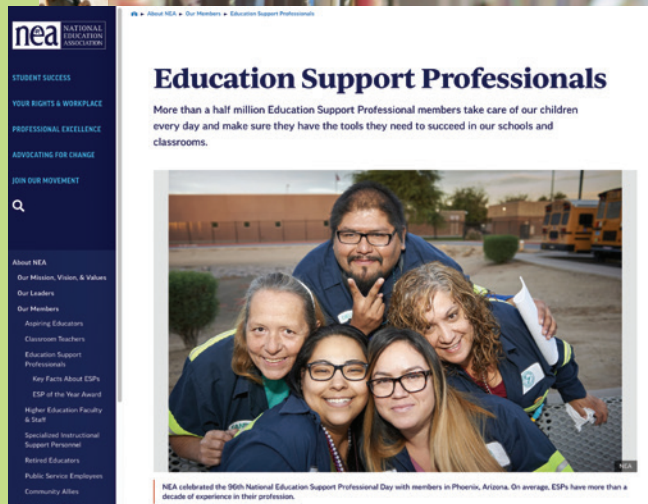 nea NATIONAL
EDUCATION
ASSOCIATION
STUDENT SUCCESS
YOUR RIGHTS & WORKPLACE
PROFESSIONAL EXCELLENCE
ADVOCATING FOR CHANGE
JOIN OUR MOVEMENT
About NEA
Our Mission, Vision, & Values
Our Leaders
Our Members
Aspiring Educators
Classroom Teachers
Education Support
Professionals
Key Facts About ESPs
ESP of the Year Award
Higher Education Faculty
& Staff
Specialized Instructional
Support Personnel
Retired Educators
Public Service Employees
Community Allies
About NEA ▸ Our Members ▸ Education Support Professionals
Education Support Professionals
More than a half million Education Support Professional members take care of our children
every day and make sure they have the tools they need to succeed in our schools and
classrooms.
NEA
NEA celebrated the 96th National Education Support Professional Day with members in Phoenix, Arizona. On average, ESPs have more than a
decade of experience in their profession.